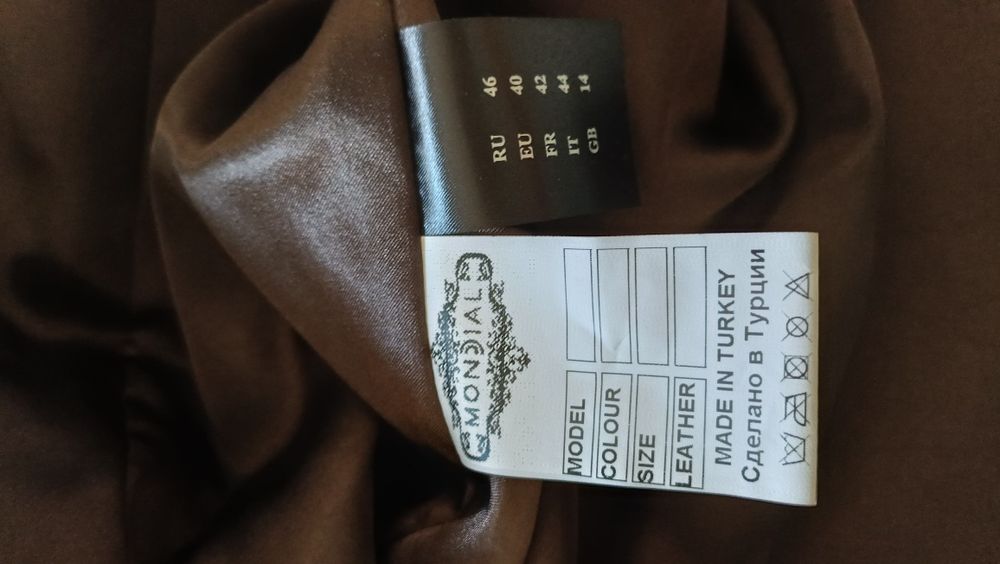 RU 46
EU 40
FR 42
IT 44
GB 14
MONDIAL
MODEL
COLOUR
SIZE
LEATHER
MADE IN TURKEY
Сделано в Турции